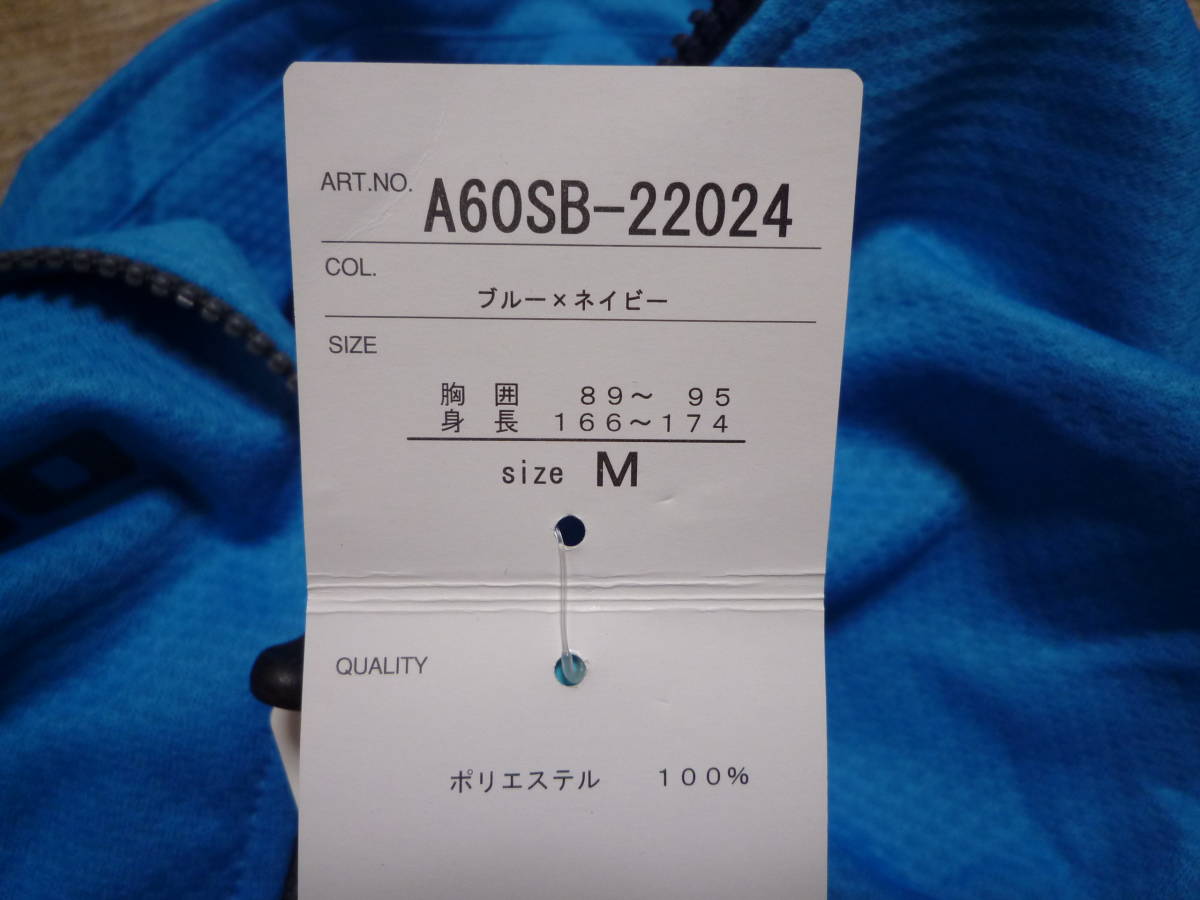 ART.NO. A60SB-22024
COL.
ブルー×ネイビー
SIZE
胸 囲 89～ 95
身 長 166～174
size M
QUALITY
ポリエステル 100%